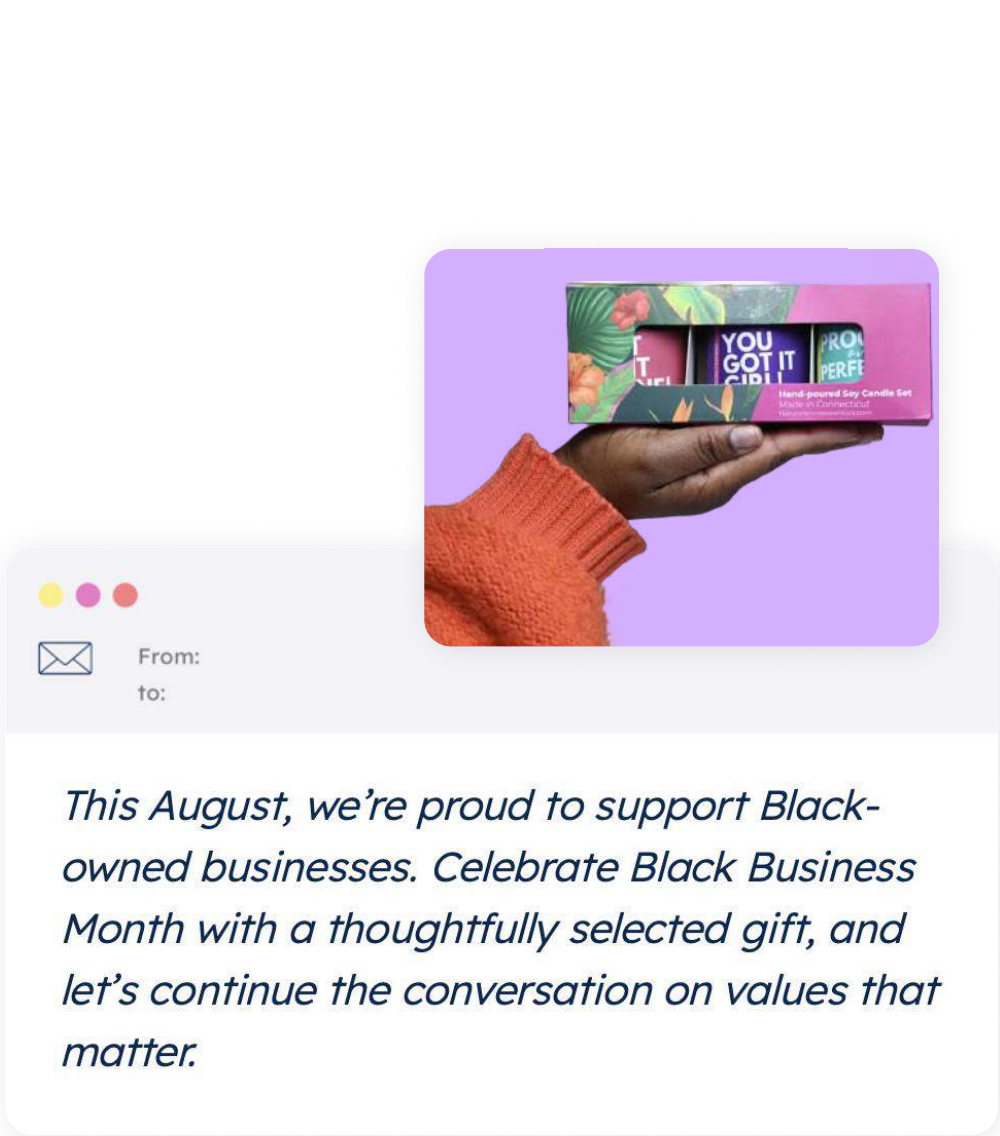 YOU
GOT IT
GIRL!
Hand-poured Soy Candle Set
Made in Connecticut
From:
to:
This August, we’re proud to support Black-
owned businesses. Celebrate Black Business
Month with a thoughtfully selected gift, and
let’s continue the conversation on values that
matter.